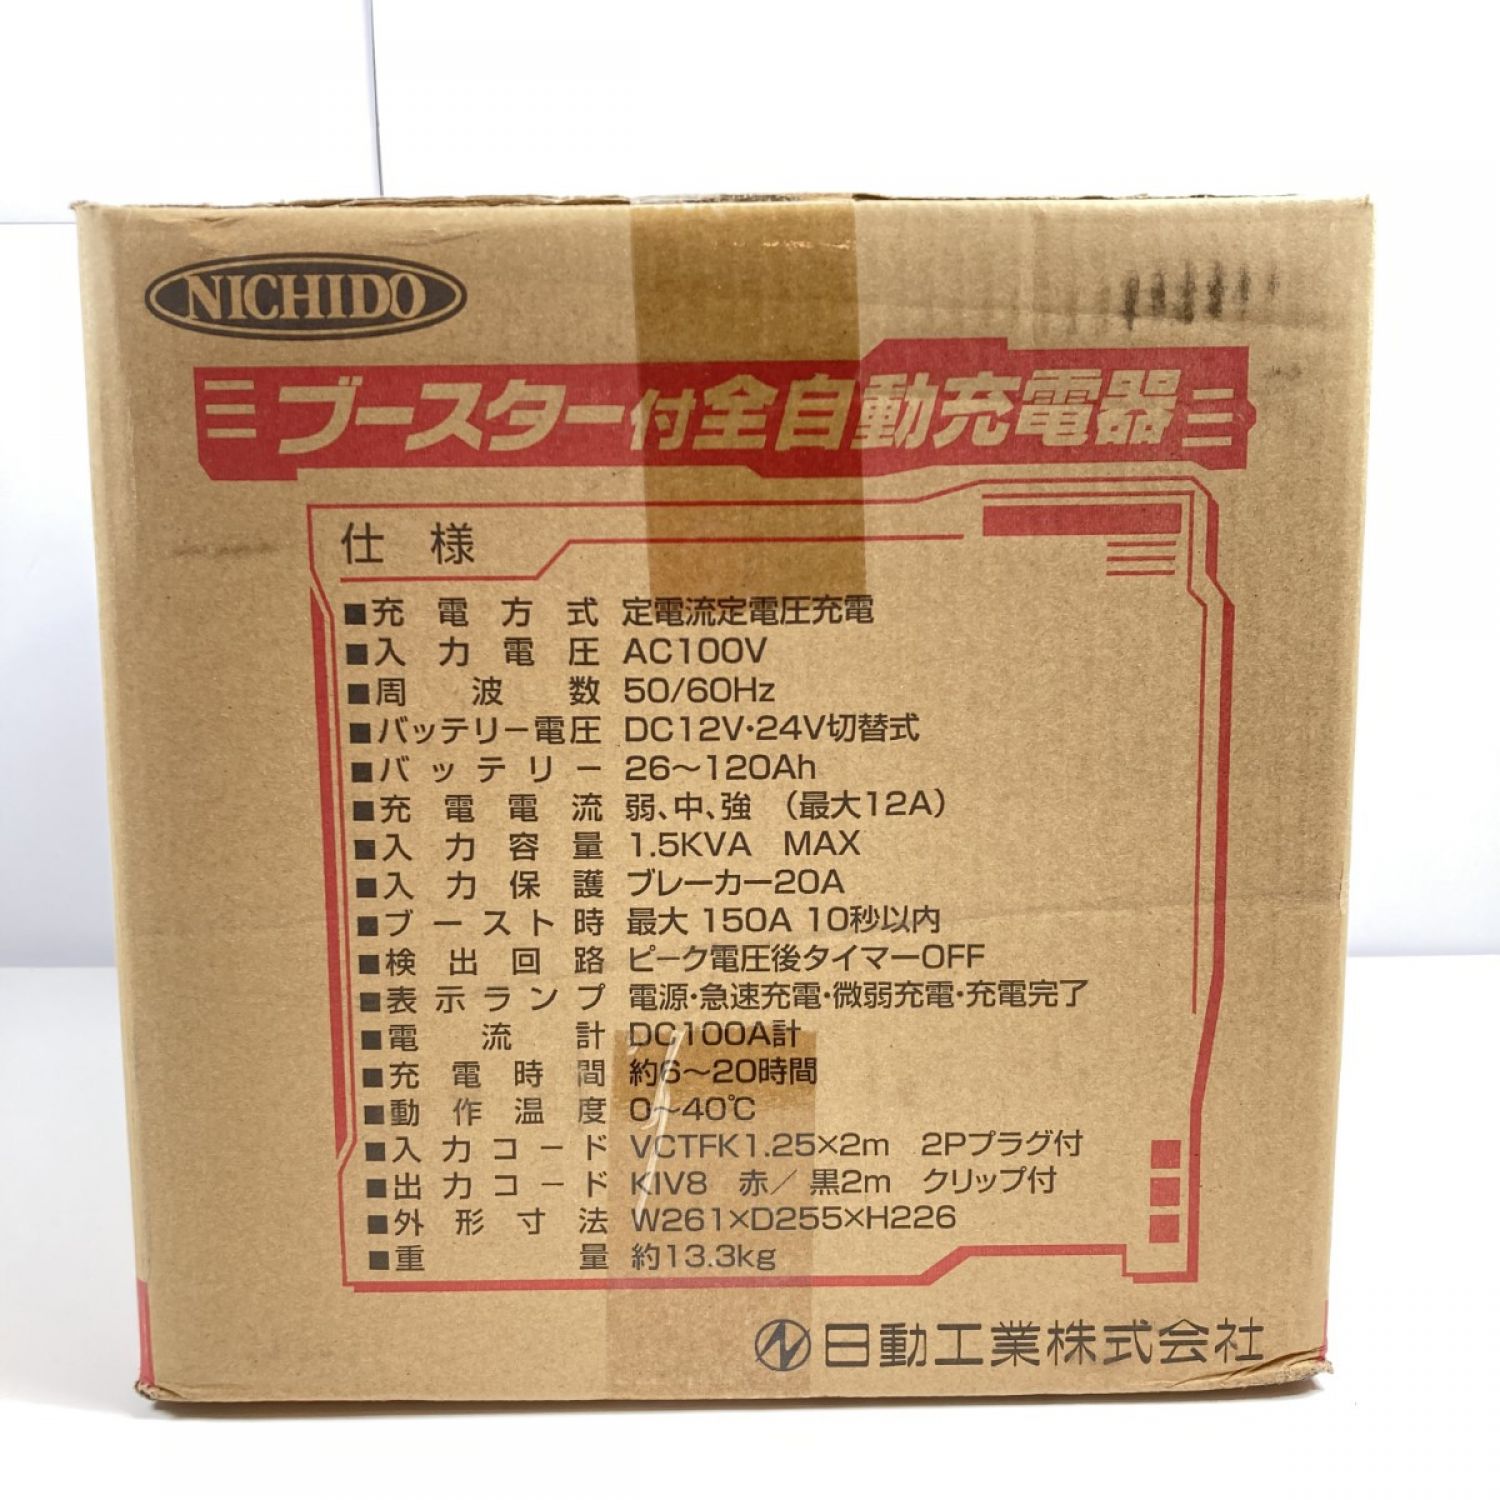 NICHIDO
ブースター付全自動充電器
仕様
■充電方式 定電流定電圧充電
■入力電圧 AC100V
■周波数 50/60Hz
■バッテリー電圧 DC12V・24V切替式
■バッテリー 26～120Ah
■充電電流 弱、中、強 （最大12A）
■入力容量 1.5KVA MAX
■入力保護 ブレーカー20A
■ブースト時 最大 150A 10秒以内
■検出回路 ピーク電圧後タイマーOFF
■表示ランプ 電源・急速充電・微弱充電・充電完了
■電流計 DC100A計
■充電時間 約6～20時間
■動作温度 0～40℃
■入力コード VCTFK1.25×2m 2Pプラグ付
■出力コード KIV8 赤／黒2m クリップ付
■外形寸法 W261×D255×H226
■重量 約13.3kg
日動工業株式会社